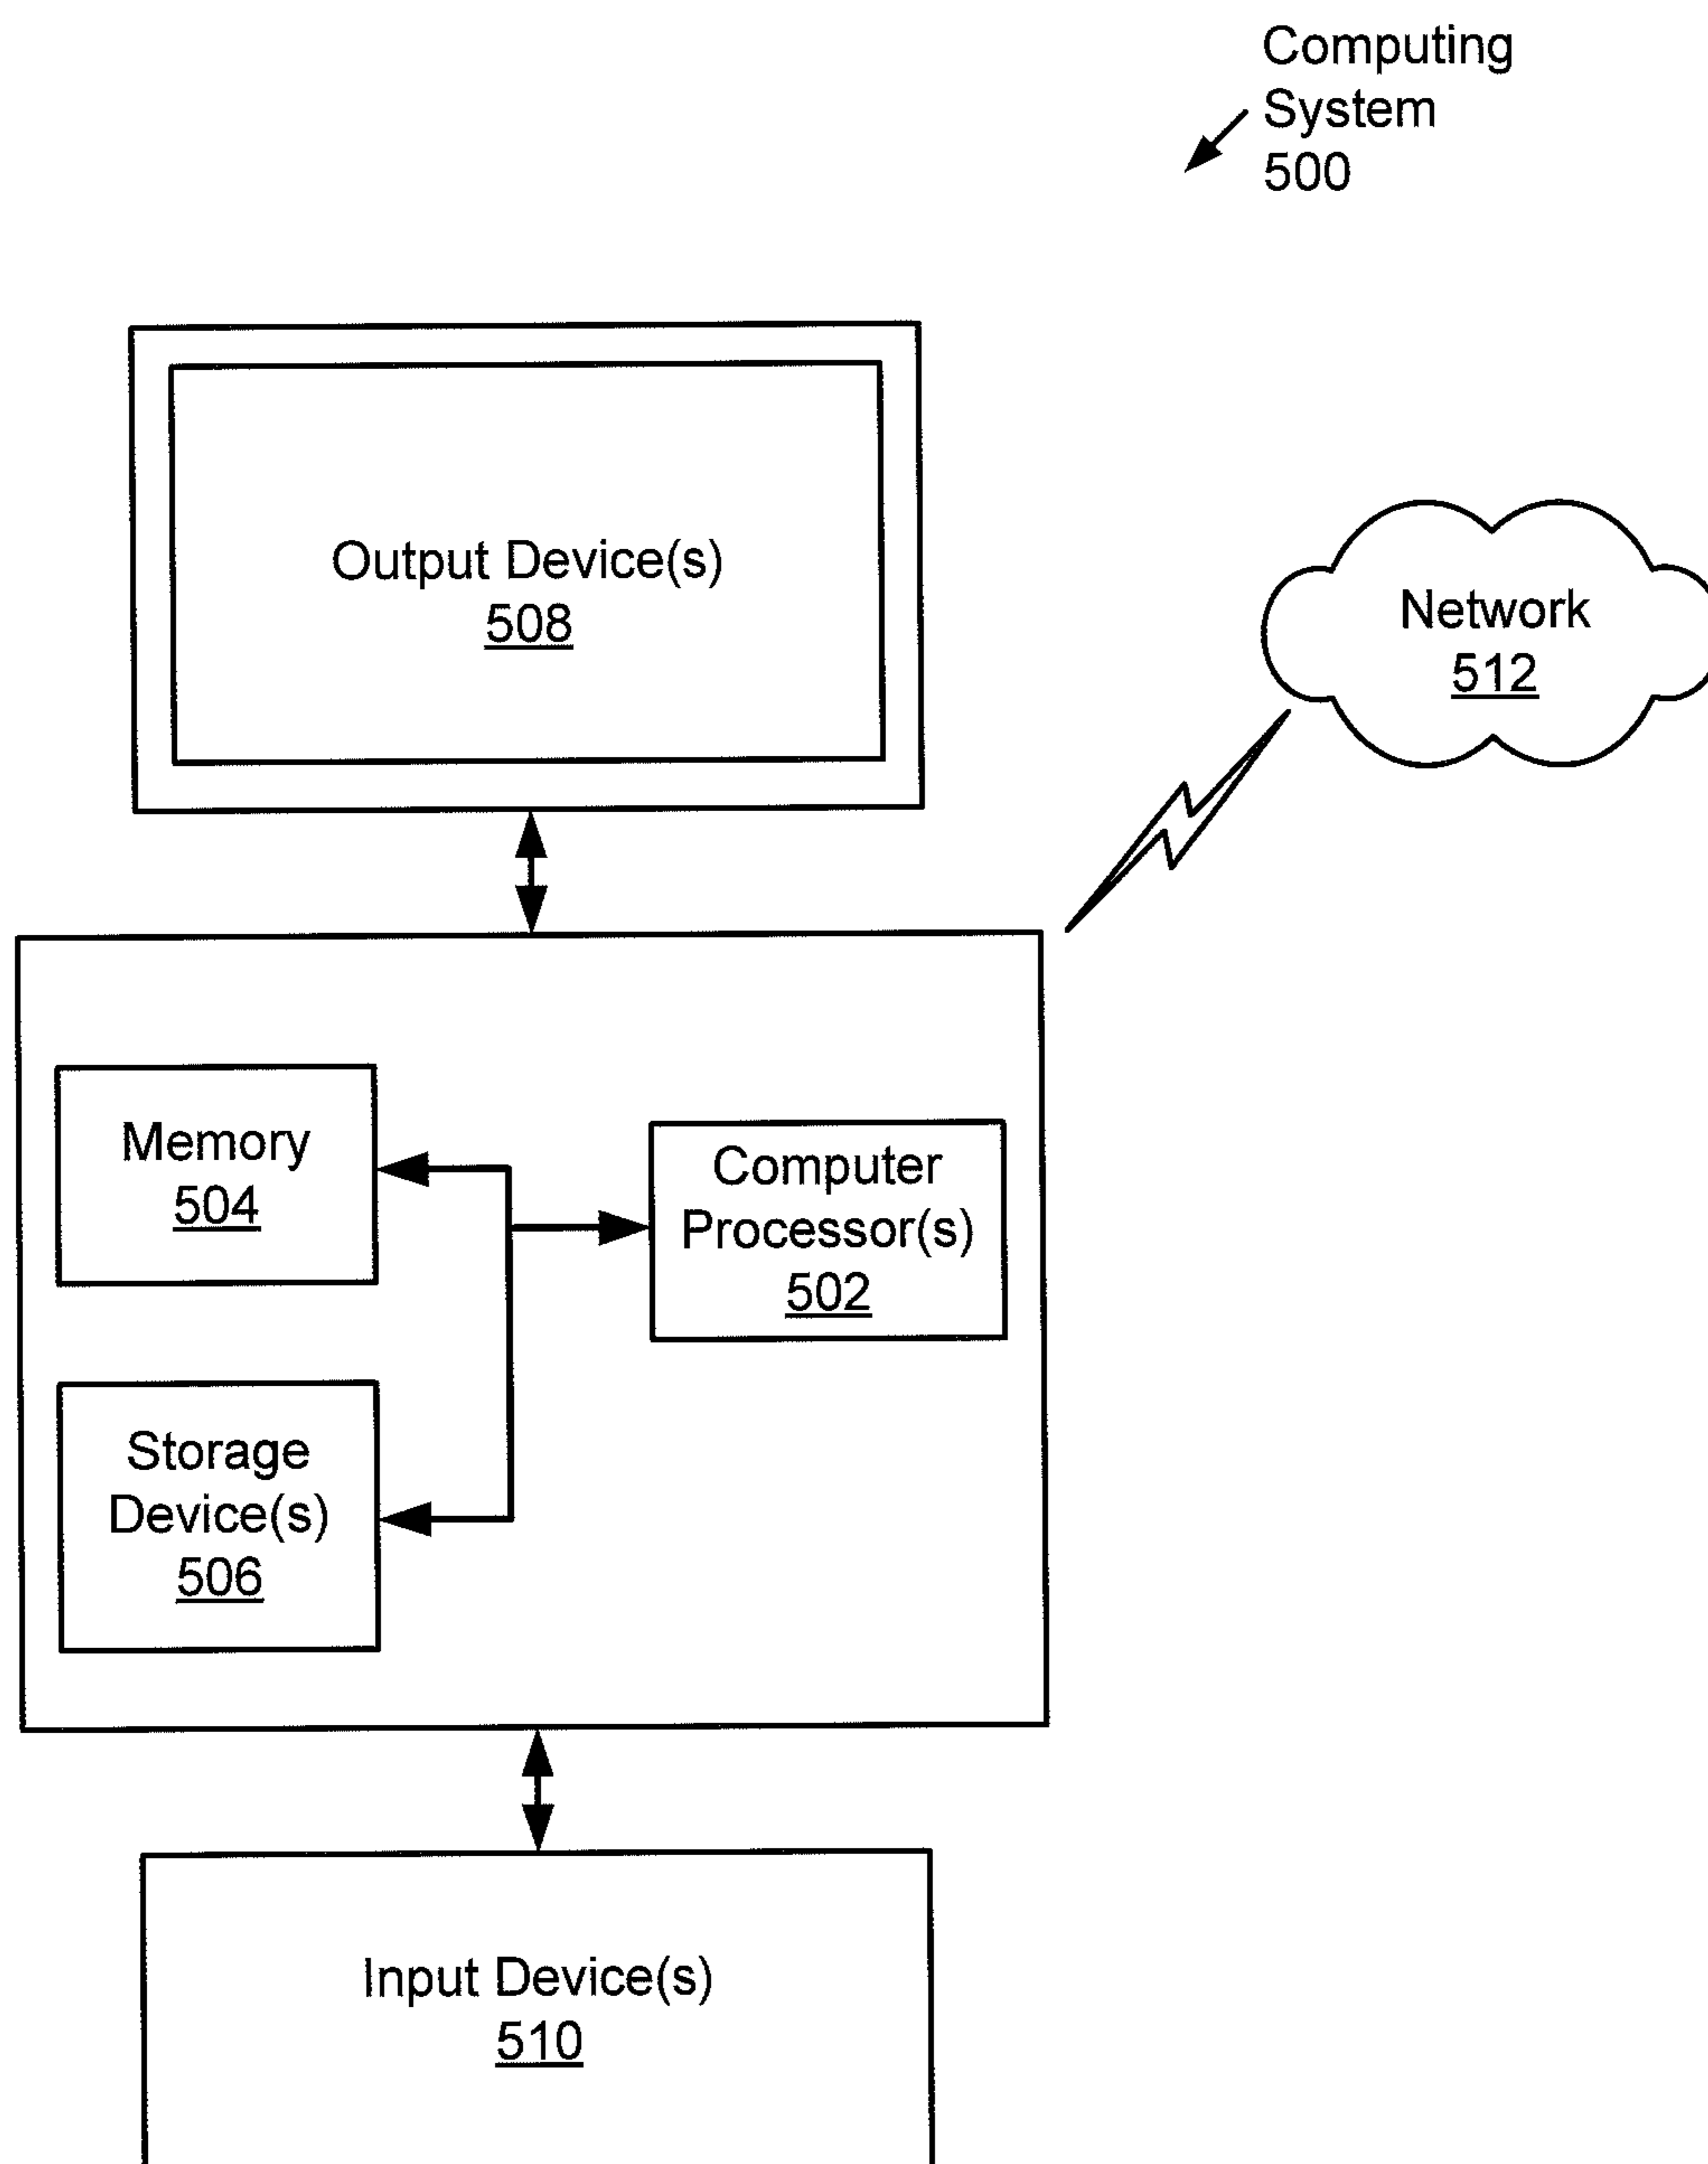 Computing
System
500
Output Device(s)
508
Network
512
Memory
504
Computer
Processor(s)
502
Storage
Device(s)
506
Input Device(s)
510